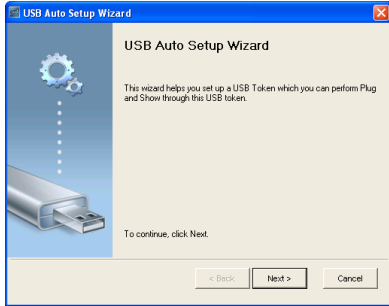 USB Auto Setup Wizard
USB Auto Setup Wizard
This wizard helps you set up a USB Token which you can perform Plug
and Show through this USB token.
To continue, click Next.
< Back
Next >
Cancel